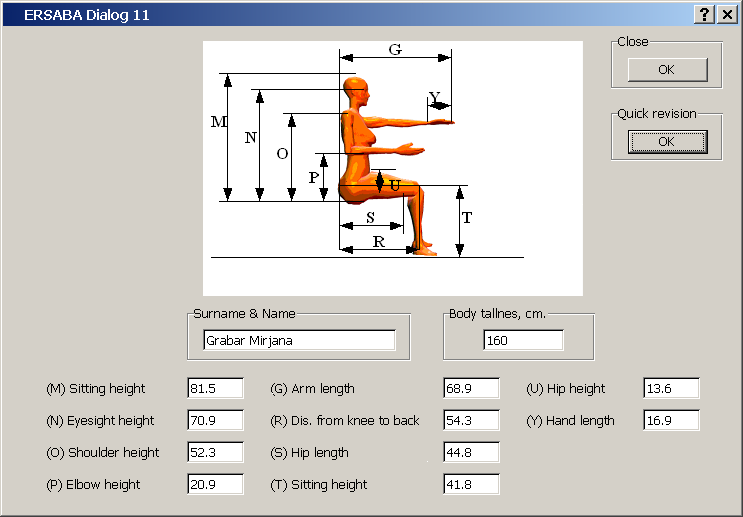 ERSABA Dialog 11
G
Close
OK
Y
M
N
Quick revision
O
OK
P
U
S
T
R
Surname & Name
Body tallnes, cm.
Grabar Mirjana
160
(M) Sitting height 81.5 (G) Arm length 68.9 (U) Hip height 13.6
(N) Eyesight height 70.9 (R) Dis. from knee to back 54.3 (Y) Hand length 16.9
(O) Shoulder height 52.3 (S) Hip length 44.8
(P) Elbow height 20.9 (T) Sitting height 41.8